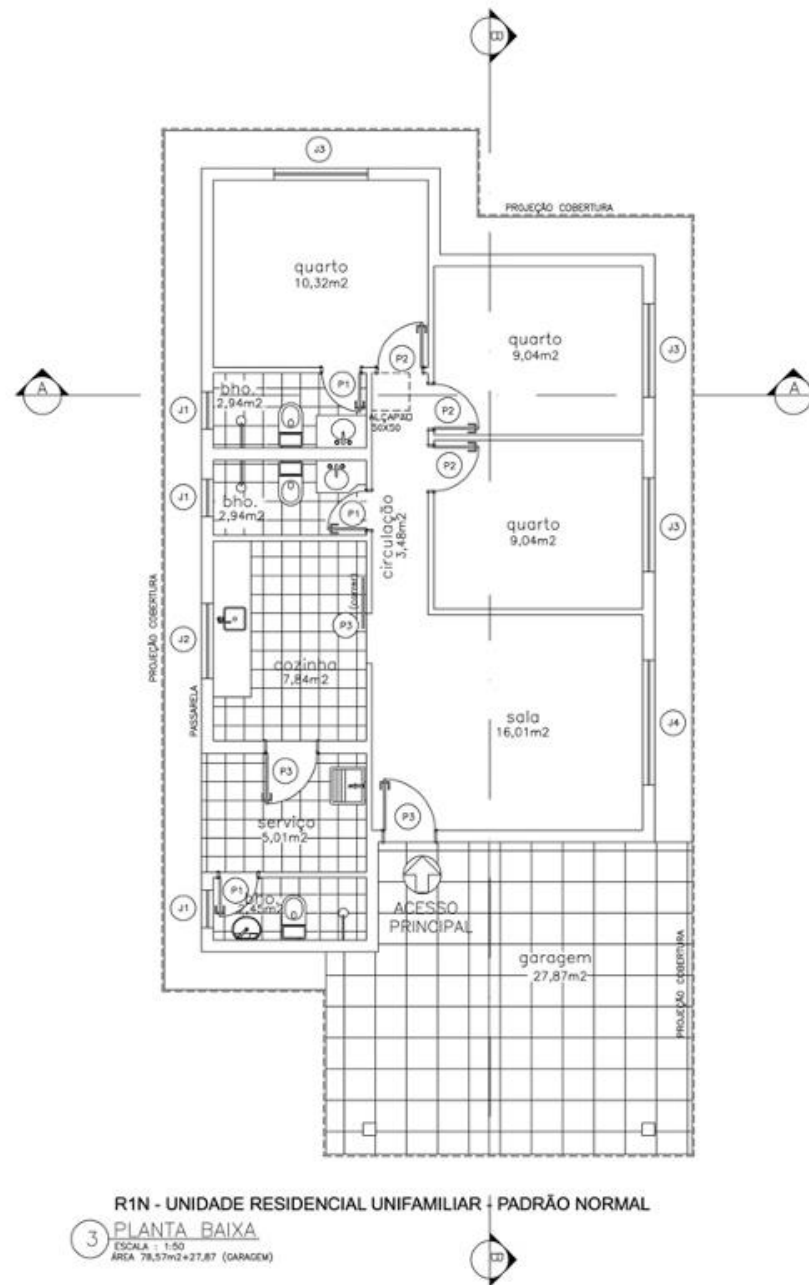 B
J3
PROJEÇÃO COBERTURA
quarto
10,32m2
quarto
9,04m2
J3
P2
A
A
P1
bho.
2,94m2
J1
ALÇAPÃO
50X50
P2
P2
J1
bho.
2,94m2
P1
circulação
3,48m2
quarto
9,04m2
J3
(correr)
P3
PROJEÇÃO COBERTURA
J2
cozinha
7,84m2
PASSARELA
sala
16,01m2
J4
P3
serviço
5,01m2
P3
P1
J1
bho.
2,45m2
ACESSO
PRINCIPAL
garagem
27,87m2
PROJEÇÃO COBERTURA
R1N - UNIDADE RESIDENCIAL UNIFAMILIAR - PADRÃO NORMAL
3
PLANTA BAIXA
ESCALA : 1:50
ÁREA 78,57m2+27,87 (GARAGEM)
B